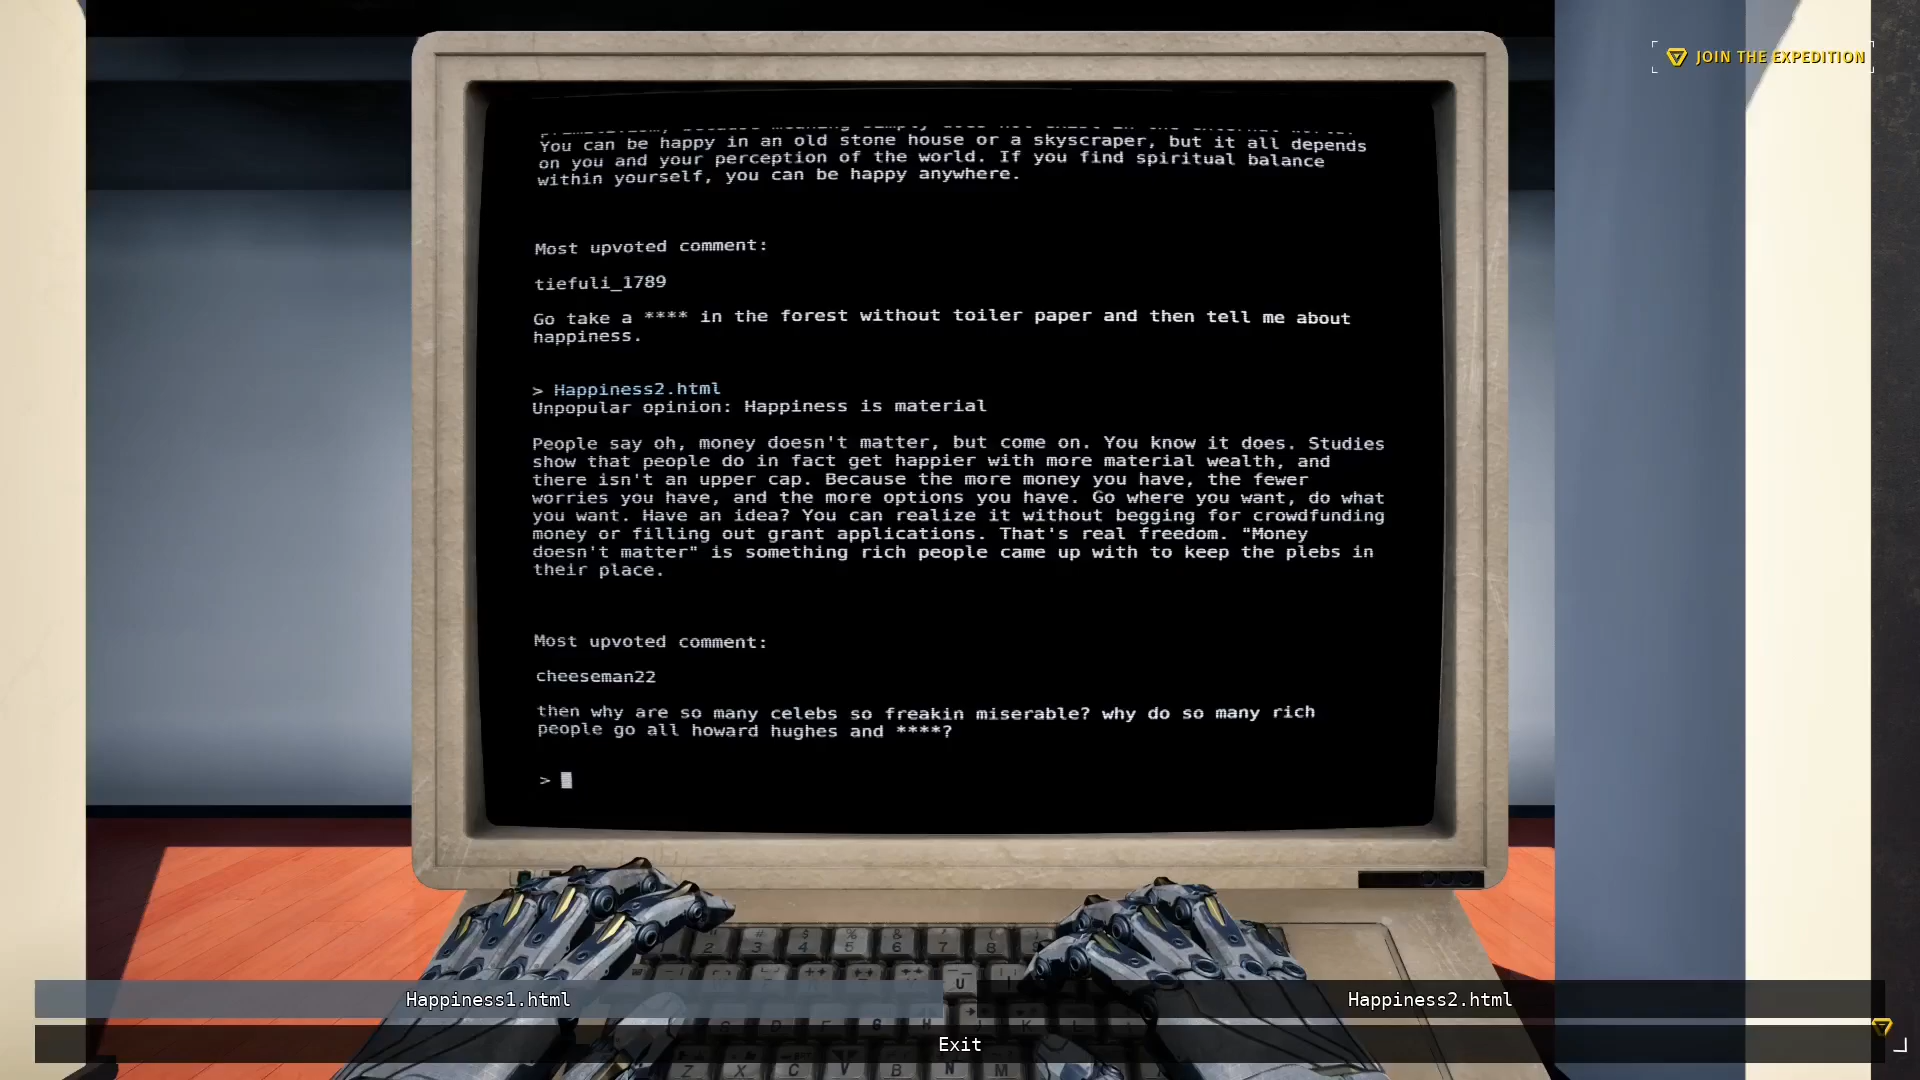 JOIN THE EXPEDITION
You can be happy in an old stone house or a skyscraper, but it all depends
on you and your perception of the world. If you find spiritual balance
within yourself, you can be happy anywhere.
Most upvoted comment:
tiefuli_1789
Go take a **** in the forest without toiler paper and then tell me about
happiness.
> Happiness2.html
Unpopular opinion: Happiness is material
People say oh, money doesn't matter, but come on. You know it does. Studies
show that people do in fact get happier with more material wealth, and
there isn't an upper cap. Because the more money you have, the fewer
worries you have, and the more options you have. Go where you want, do what
you want. Have an idea? You can realize it without begging for crowdfunding
money or filling out grant applications. That's real freedom. "Money
doesn't matter" is something rich people came up with to keep the plebs in
their place.
Most upvoted comment:
cheeseman22
then why are so many celebs so freakin miserable? why do so many rich
people go all howard hughes and ****?
>
Happiness1.html
Happiness2.html
Exit